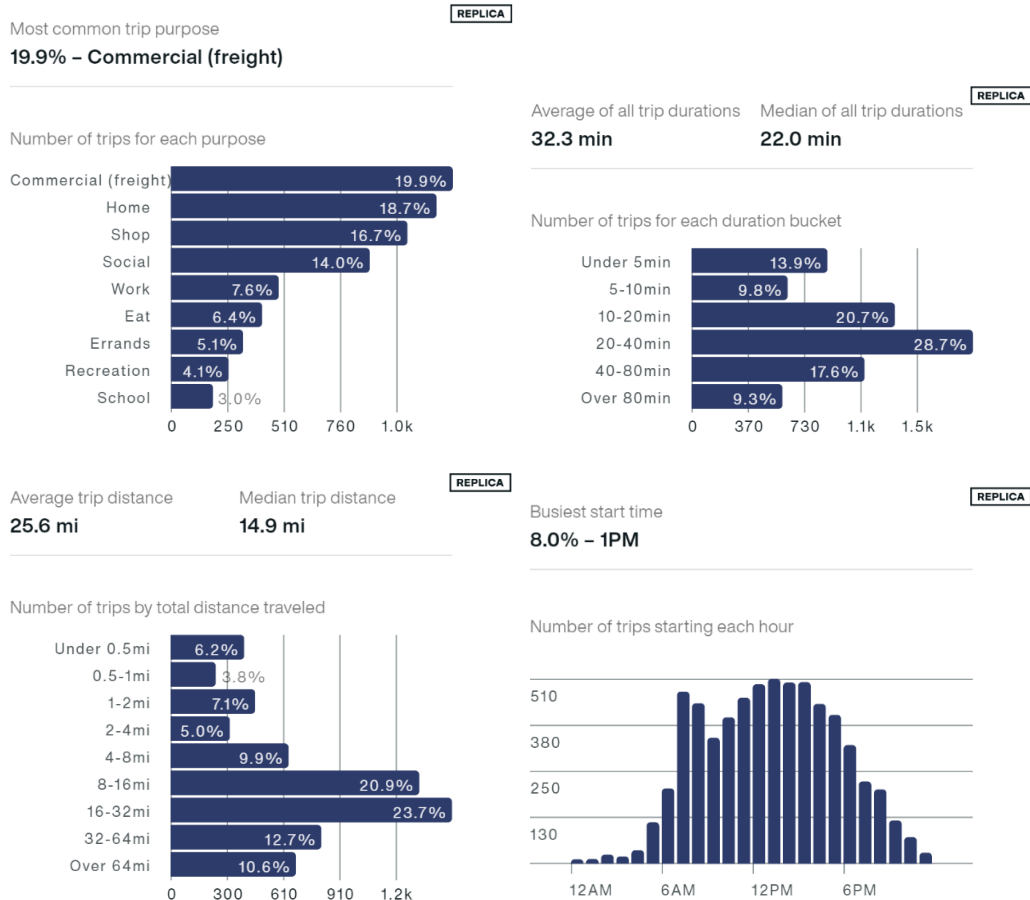 REPLICA
Most common trip purpose
19.9% – Commercial (freight)
Number of trips for each purpose
Commercial (freight) 19.9%
Home 18.7%
Shop 16.7%
Social 14.0%
Work 7.6%
Eat 6.4%
Errands 5.1%
Recreation 4.1%
School 3.0%
0 250 510 760 1.0k
REPLICA
Average of all trip durations Median of all trip durations
32.3 min 22.0 min
Number of trips for each duration bucket
Under 5min 13.9%
5-10min 9.8%
10-20min 20.7%
20-40min 28.7%
40-80min 17.6%
Over 80min 9.3%
0 370 730 1.1k 1.5k
REPLICA
Average trip distance Median trip distance
25.6 mi 14.9 mi
Number of trips by total distance traveled
Under 0.5mi 6.2%
0.5-1mi 3.8%
1-2mi 7.1%
2-4mi 5.0%
4-8mi 9.9%
8-16mi 20.9%
16-32mi 23.7%
32-64mi 12.7%
Over 64mi 10.6%
0 300 610 910 1.2k
REPLICA
Busiest start time
8.0% – 1PM
Number of trips starting each hour
510
380
250
130
12AM 6AM 12PM 6PM